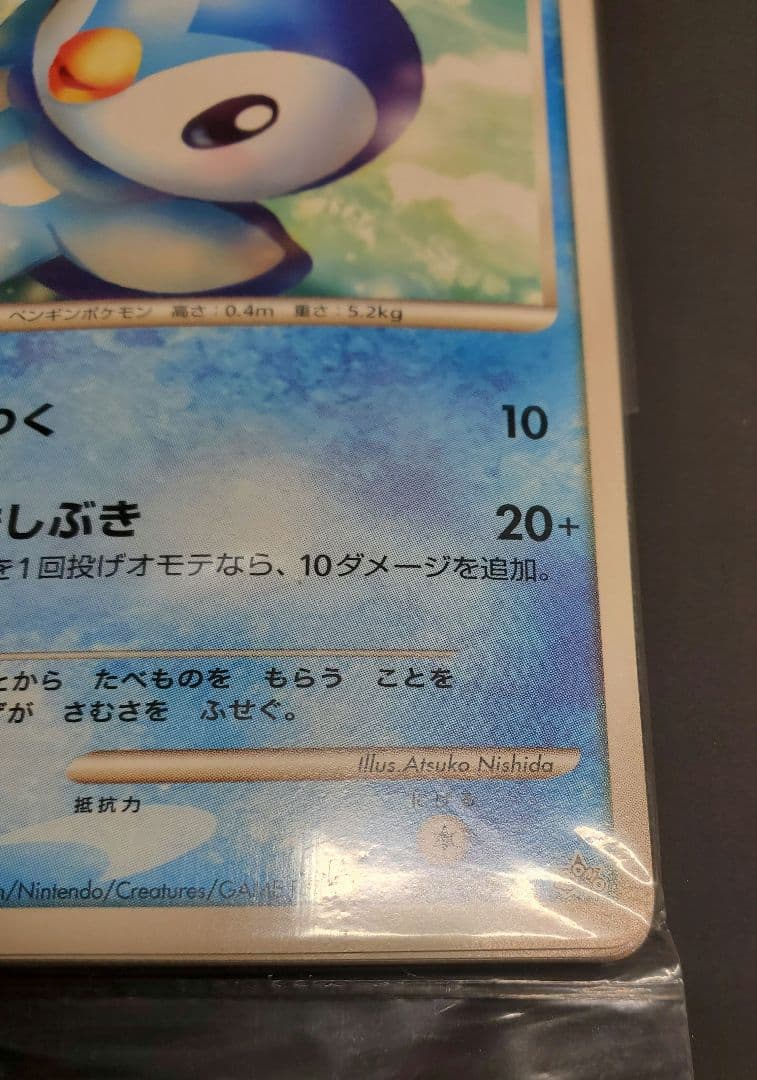 ペンギンポケモン 高さ:0.4m 重さ:5.2kg
つく 10
しぶき 20+
を1回投げオモテなら、10ダメージを追加。
とから たべものを もらう ことを
が さむさを ふせぐ。
Illus.Atsuko Nishida
抵抗力 にげる
/Nintendo/Creatures/GAME